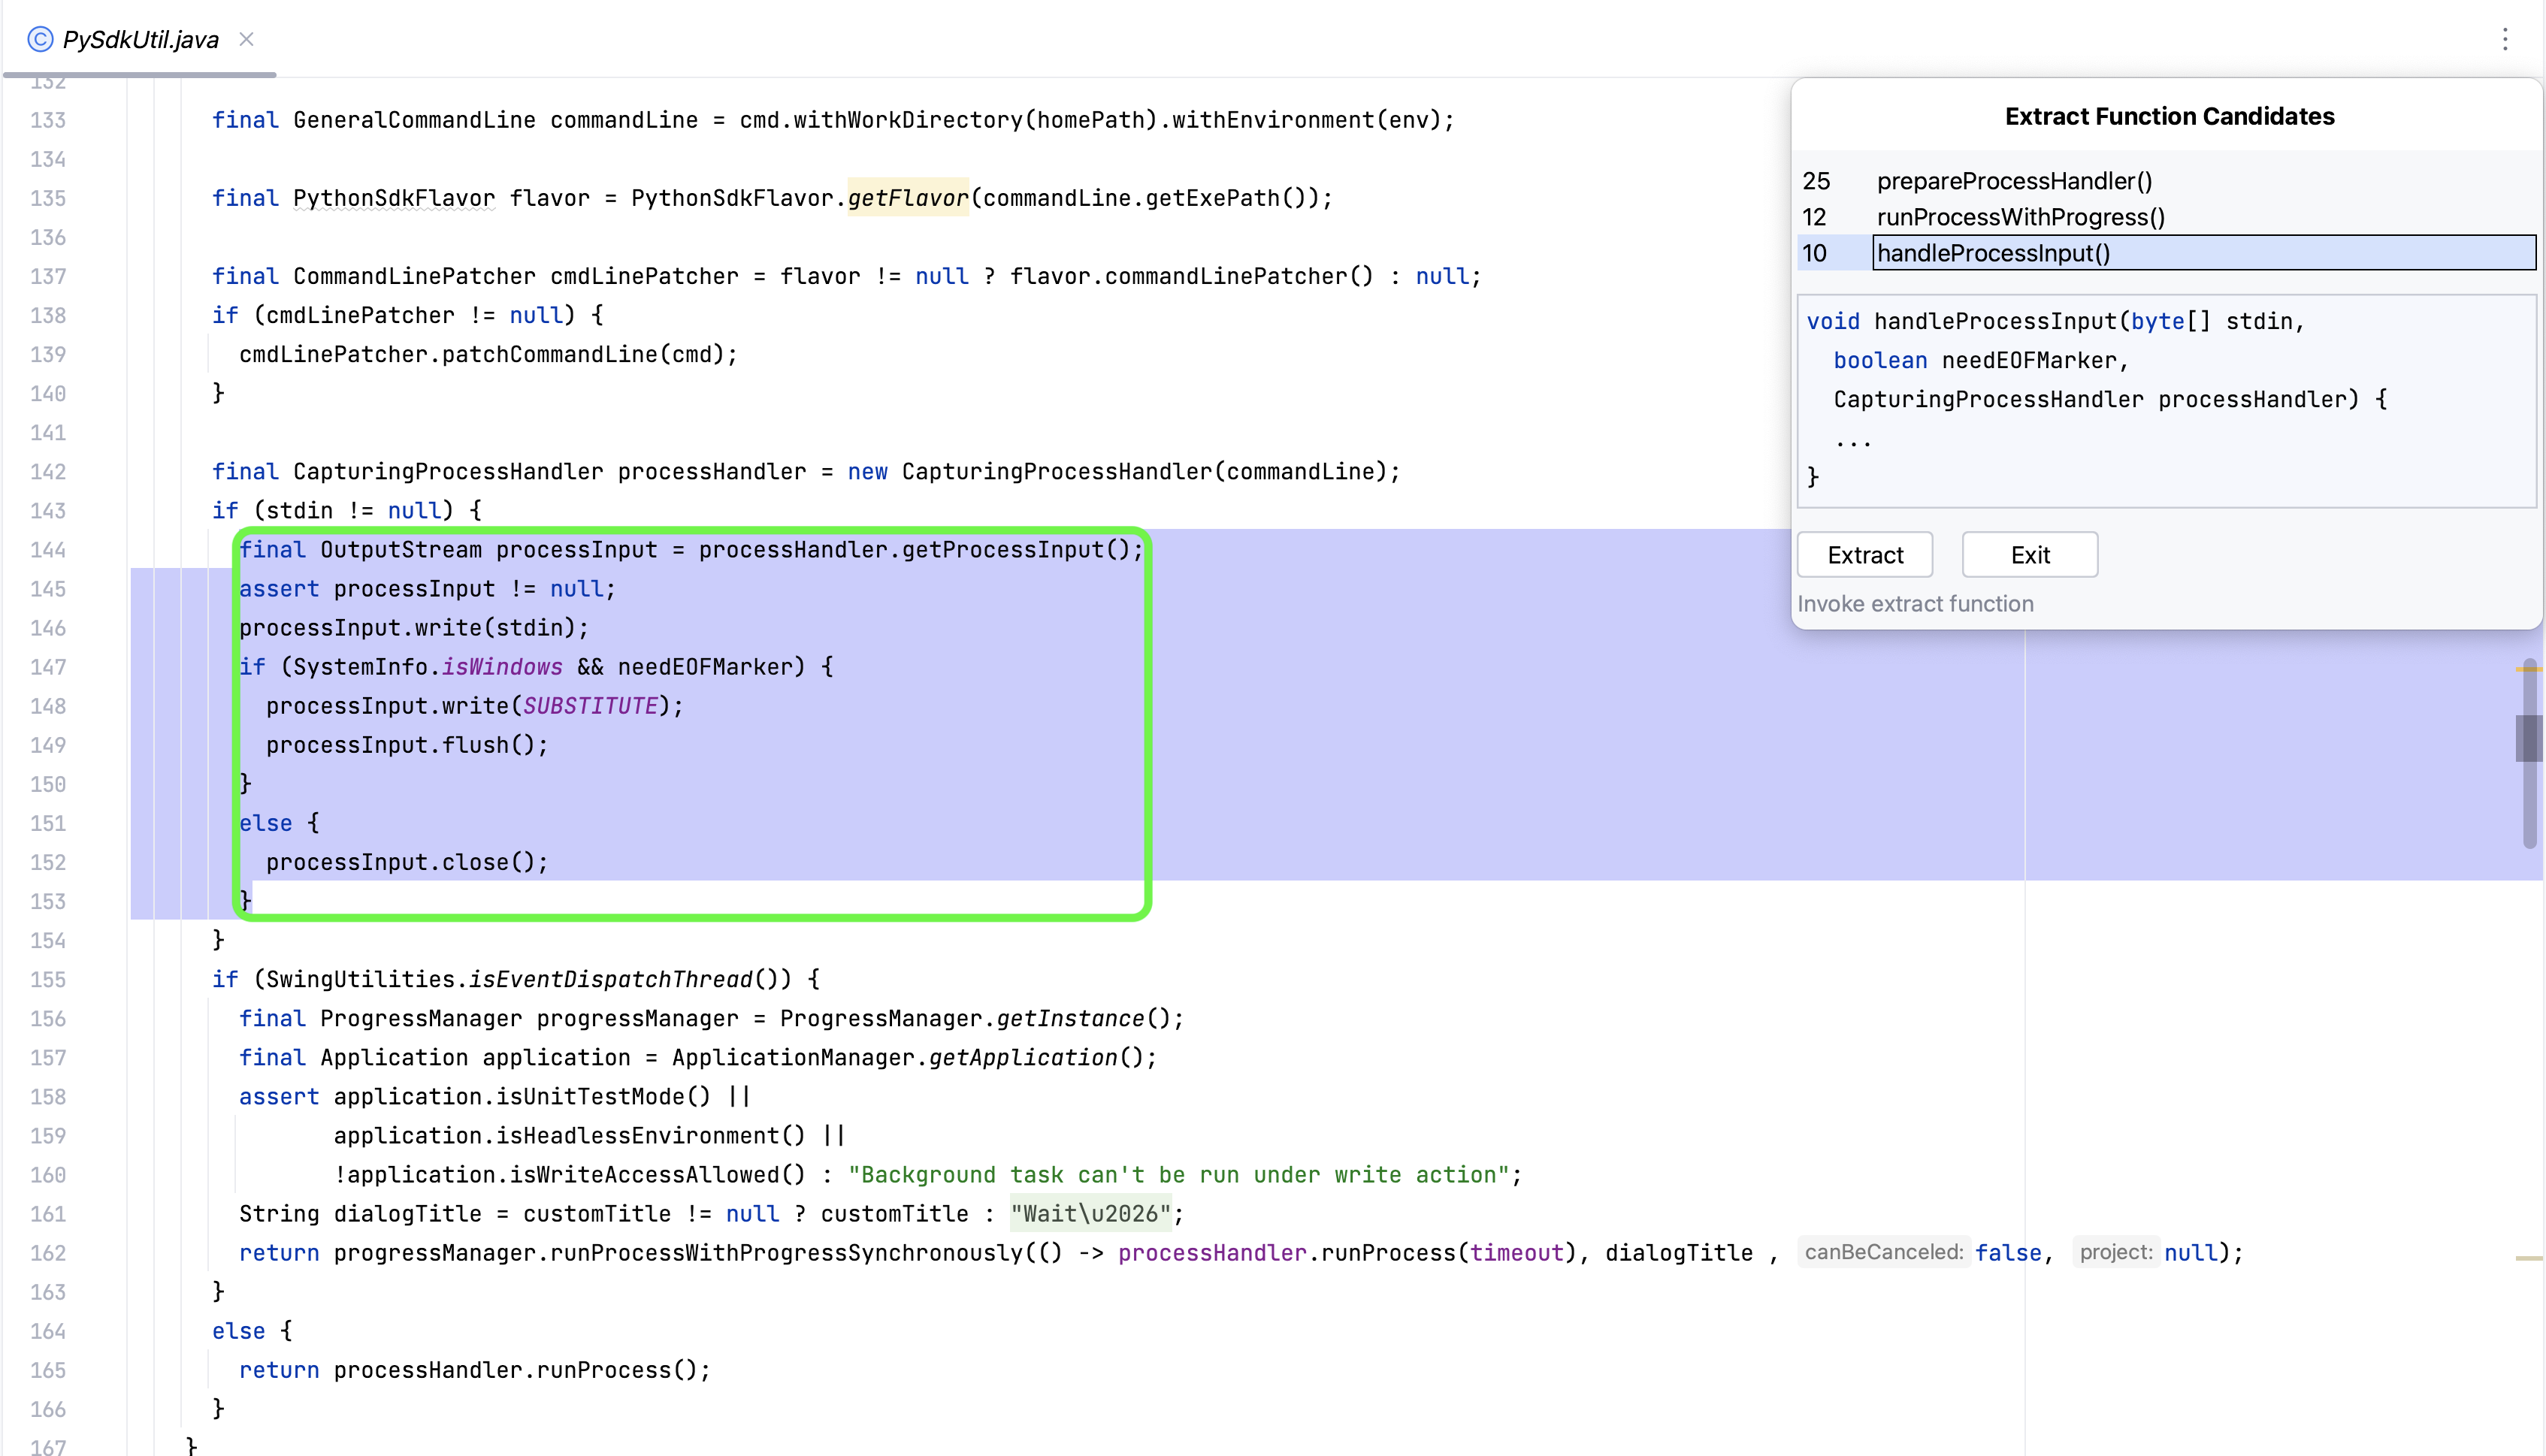 PySdkUtil.java
132
133 final GeneralCommandLine commandLine = cmd.withWorkDirectory(homePath).withEnvironment(env);
134
135 final PythonSdkFlavor flavor = PythonSdkFlavor.getFlavor(commandLine.getExePath());
136
137 final CommandLinePatcher cmdLinePatcher = flavor != null ? flavor.commandLinePatcher() : null;
138 if (cmdLinePatcher != null) {
139 cmdLinePatcher.patchCommandLine(cmd);
140 }
141
142 final CapturingProcessHandler processHandler = new CapturingProcessHandler(commandLine);
143 if (stdin != null) {
144 final OutputStream processInput = processHandler.getProcessInput();
145 assert processInput != null;
146 processInput.write(stdin);
147 if (SystemInfo.isWindows && needEOFMarker) {
148 processInput.write(SUBSTITUTE);
149 processInput.flush();
150 }
151 else {
152 processInput.close();
153 }
154 }
155 if (SwingUtilities.isEventDispatchThread()) {
156 final ProgressManager progressManager = ProgressManager.getInstance();
157 final Application application = ApplicationManager.getApplication();
158 assert application.isUnitTestMode() ||
159 application.isHeadlessEnvironment() ||
160 !application.isWriteAccessAllowed() : "Background task can't be run under write action";
161 String dialogTitle = customTitle != null ? customTitle : "Wait\u2026";
162 return progressManager.runProcessWithProgressSynchronously(() -> processHandler.runProcess(timeout), dialogTitle , canBeCanceled: false, project: null);
163 }
164 else {
165 return processHandler.runProcess();
166 }
167 }
Extract Function Candidates
25 prepareProcessHandler()
12 runProcessWithProgress()
10 handleProcessInput()
void handleProcessInput(byte[] stdin,
boolean needEOFMarker,
CapturingProcessHandler processHandler) {
...
}
Extract Exit
Invoke extract function